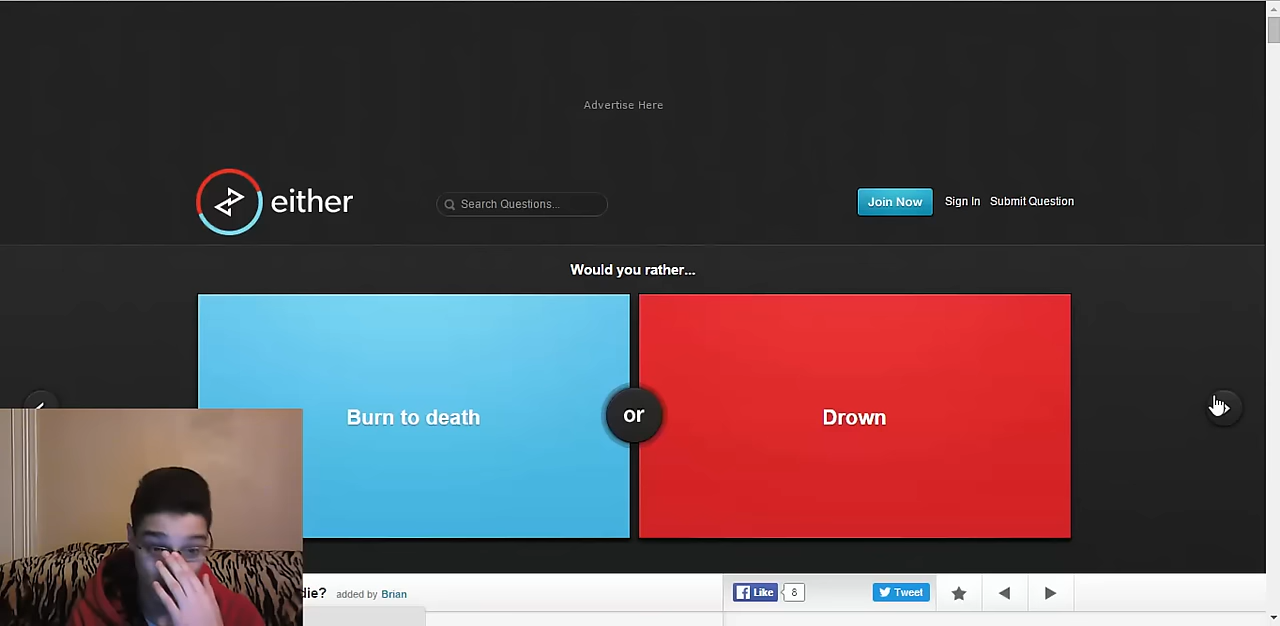 Advertise Here
either
Search Questions...
Join Now
Sign In
Submit Question
Would you rather...
Burn to death
or
Drown
die?
added by Brian
Like
8
Tweet